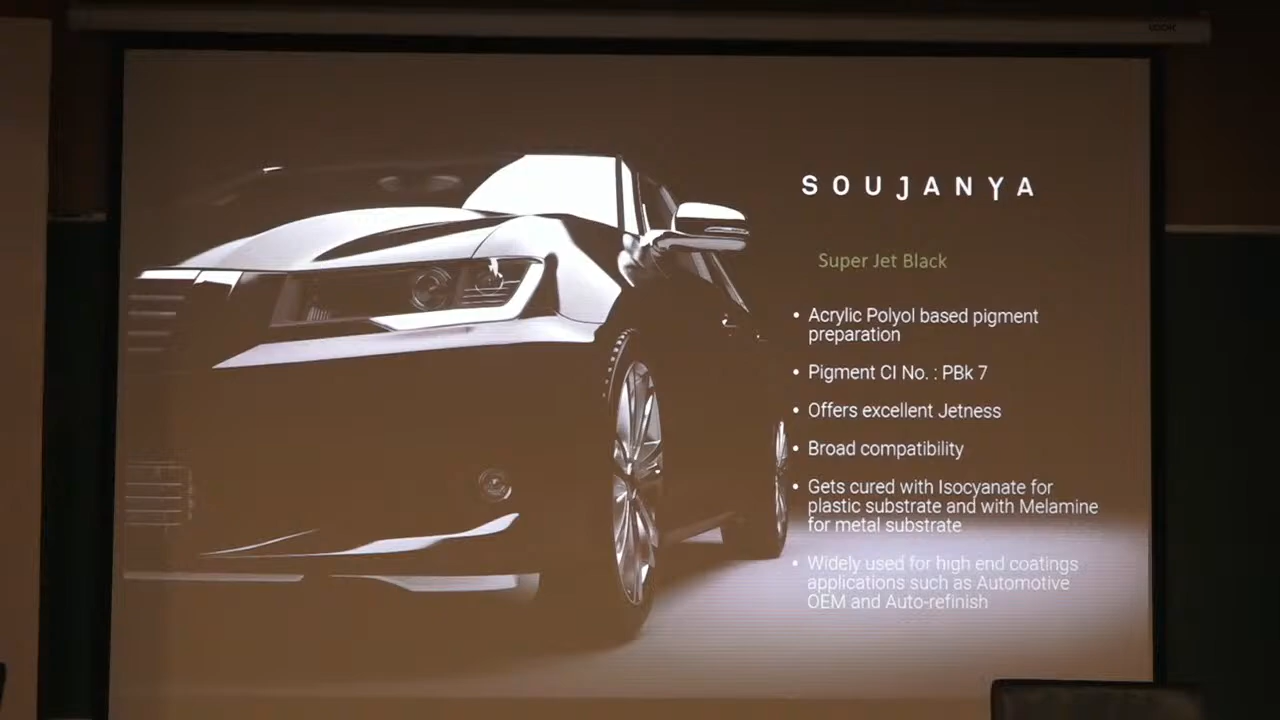 SOUJANYA
Super Jet Black
• Acrylic Polyol based pigment
preparation
• Pigment CI No. : PBk 7
• Offers excellent Jetness
• Broad compatibility
• Gets cured with Isocyanate for
plastic substrate and with Melamine
for metal substrate
• Widely used for high end coatings
applications such as Automotive
OEM and Auto-refinish